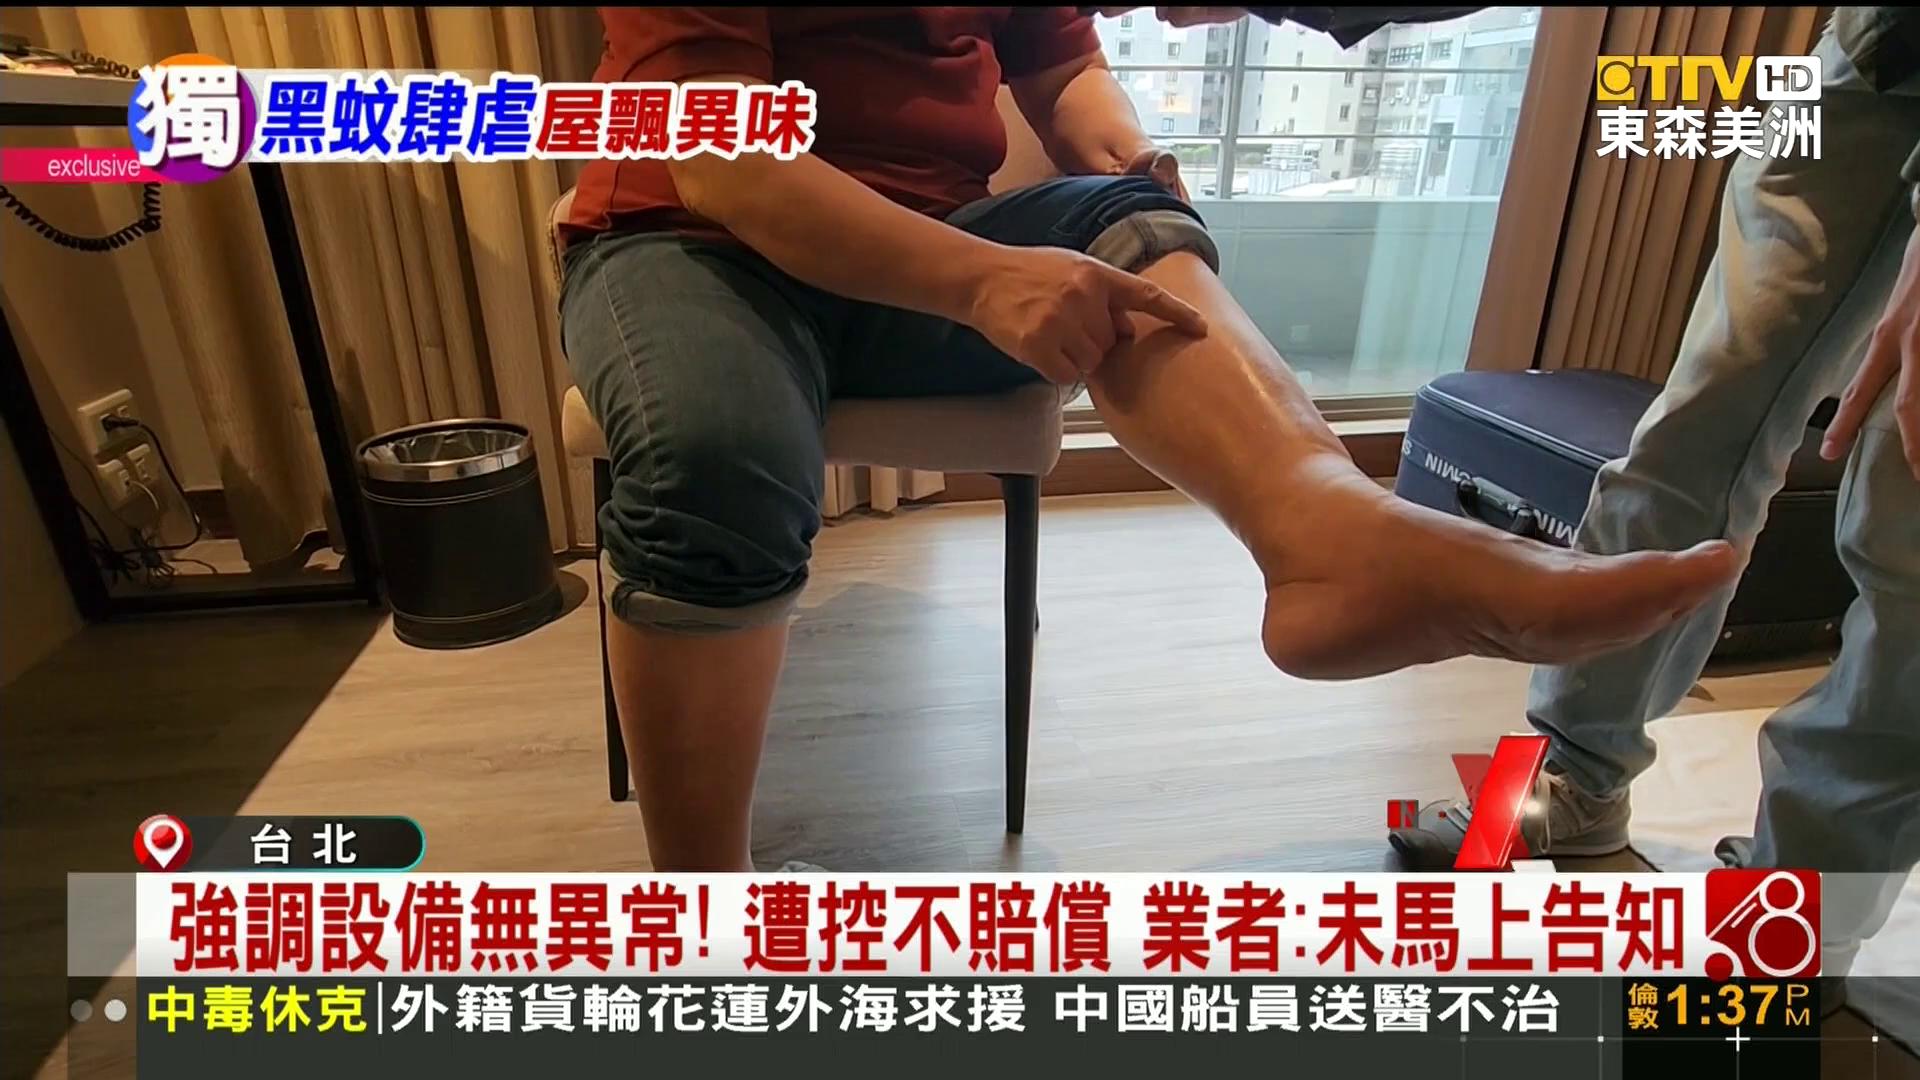 獨
exclusive
黑蚊肆虐屋飄異味
ETTV HD
東森美洲
NIMC
MIN
台北
強調設備無異常! 遭控不賠償 業者:未馬上告知
中毒休克|外籍貨輪花蓮外海求援 中國船員送醫不治
倫敦 1:37 PM